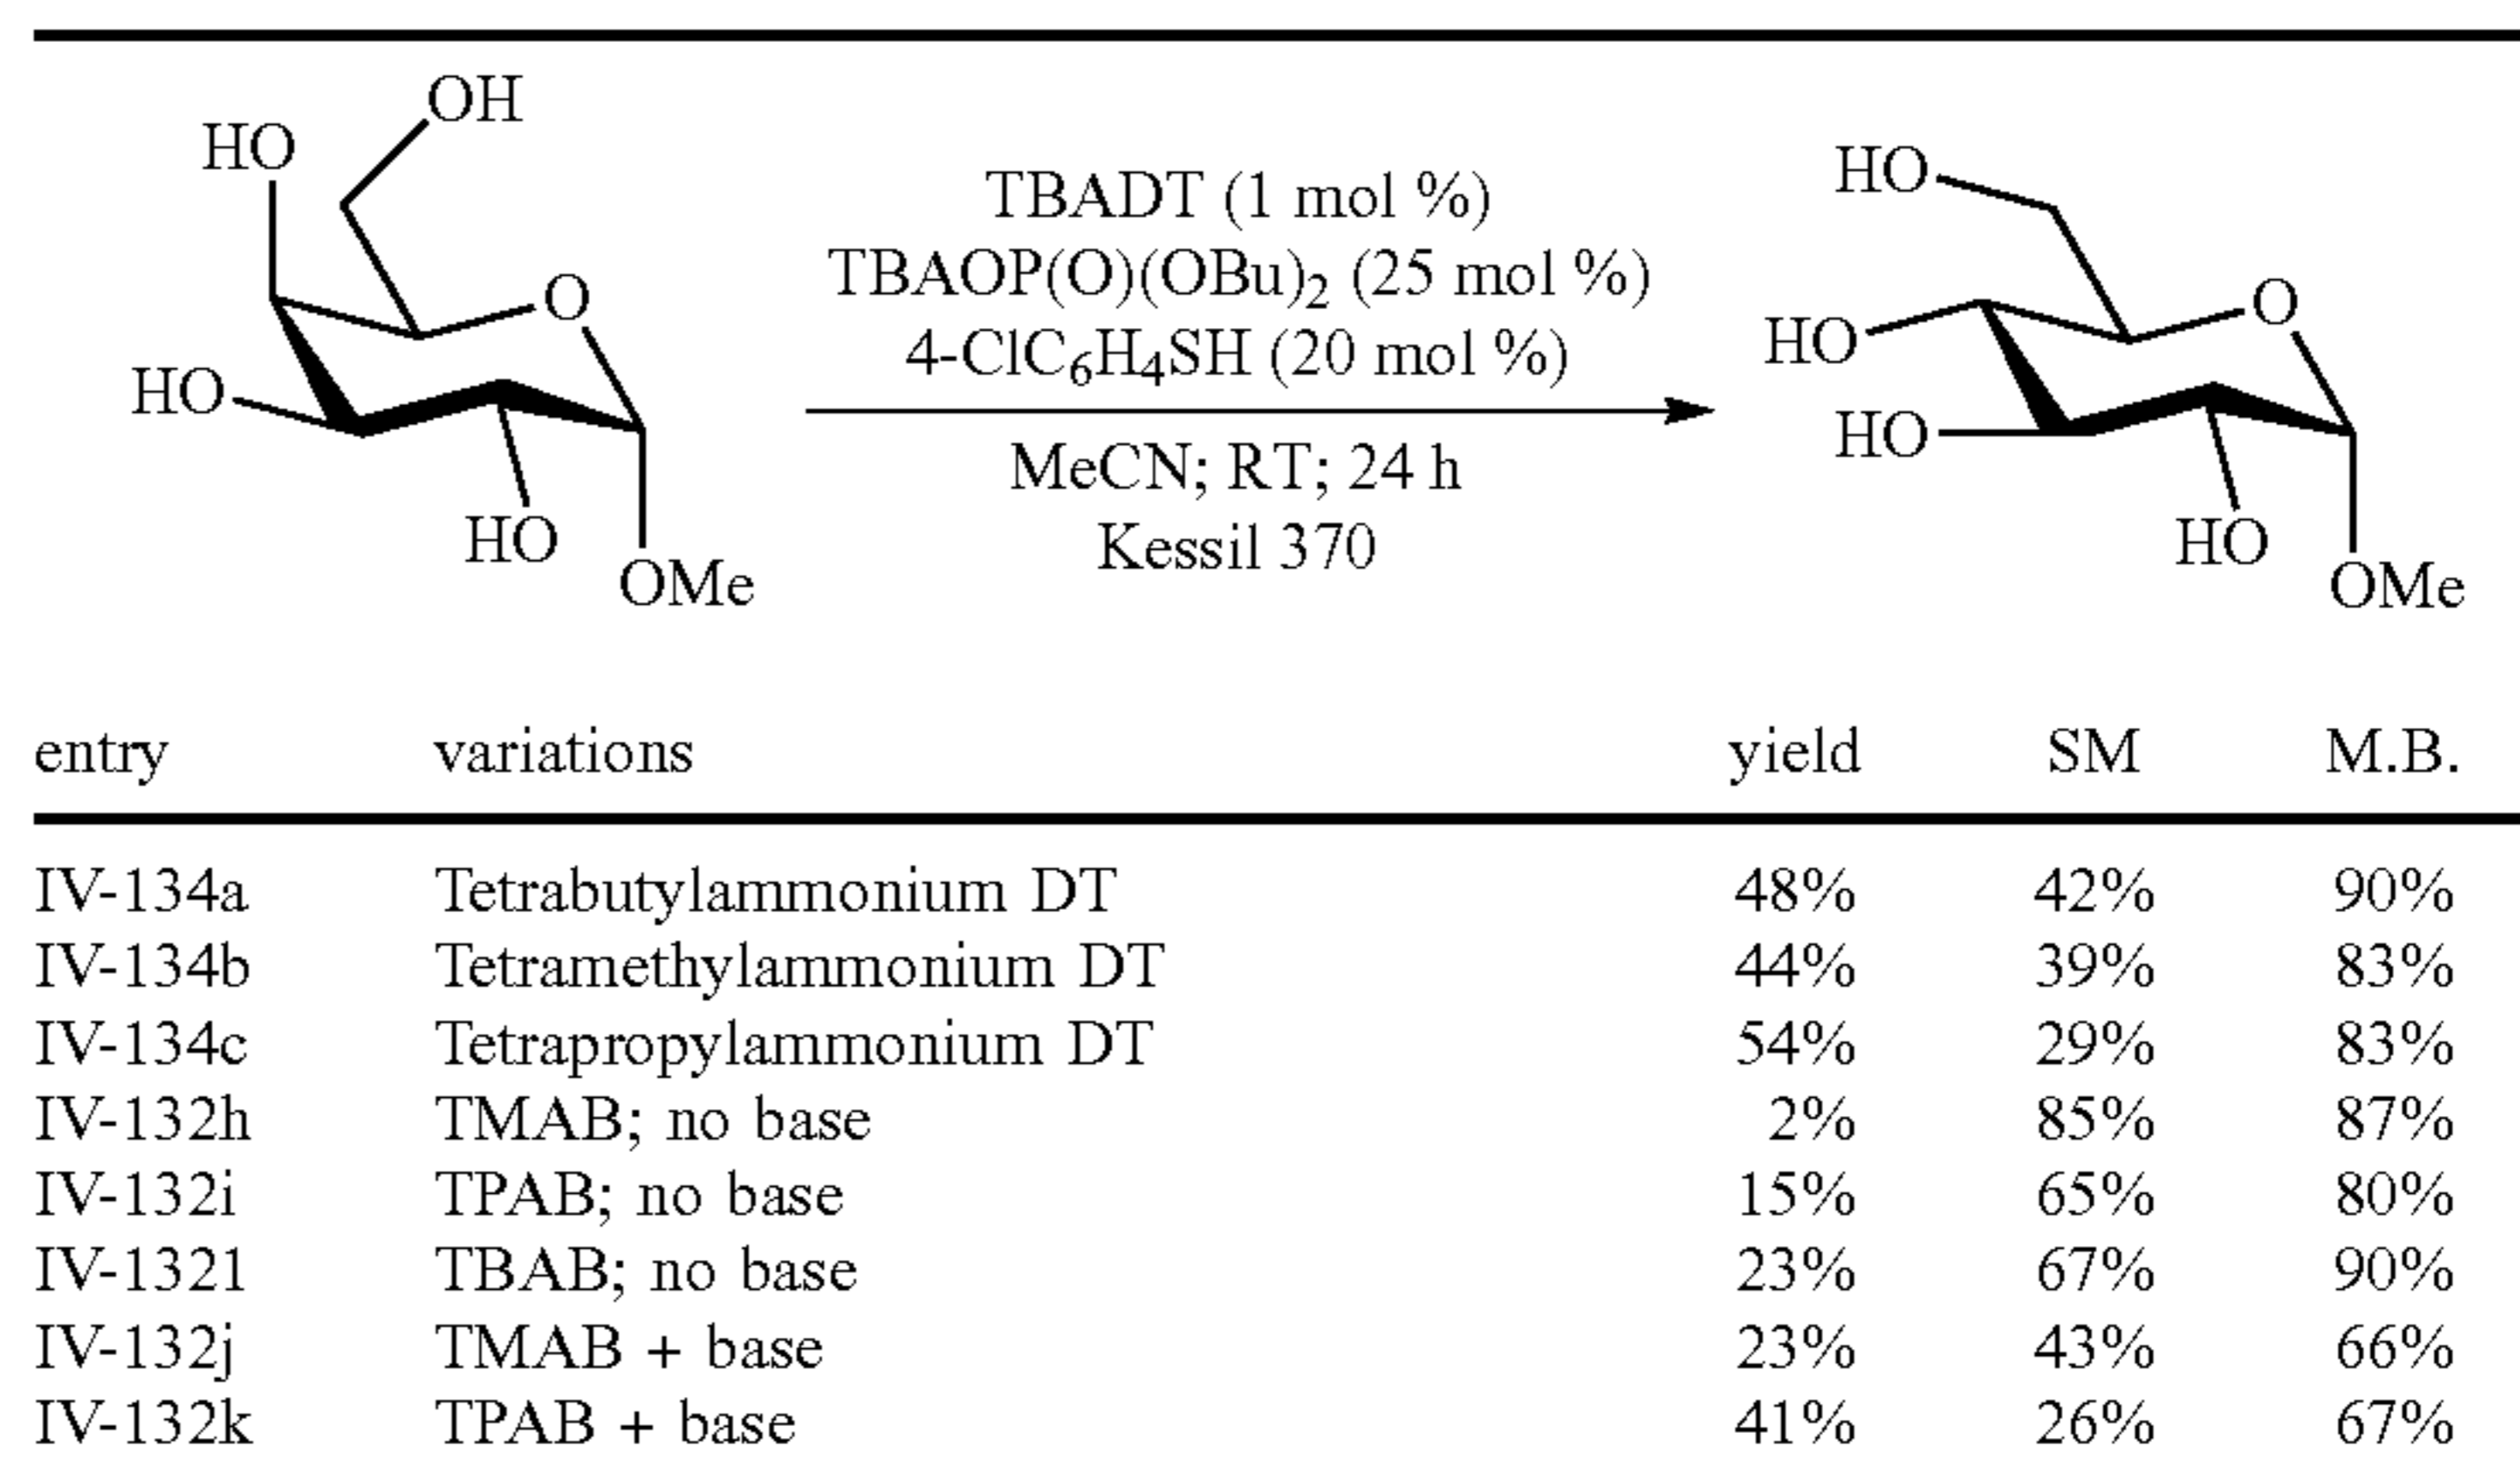 OH
HO
O
HO
HO
OMe
TBADT (1 mol %)
TBAOP(O)(OBu)₂ (25 mol %)
4-ClC₆H₄SH (20 mol %)
MeCN; RT; 24 h
Kessil 370
HO
O
HO
HO
HO
OMe
entry variations yield SM M.B.
IV-134a Tetrabutylammonium DT 48% 42% 90%
IV-134b Tetramethylammonium DT 44% 39% 83%
IV-134c Tetrapropylammonium DT 54% 29% 83%
IV-132h TMAB; no base 2% 85% 87%
IV-132i TPAB; no base 15% 65% 80%
IV-1321 TBAB; no base 23% 67% 90%
IV-132j TMAB + base 23% 43% 66%
IV-132k TPAB + base 41% 26% 67%